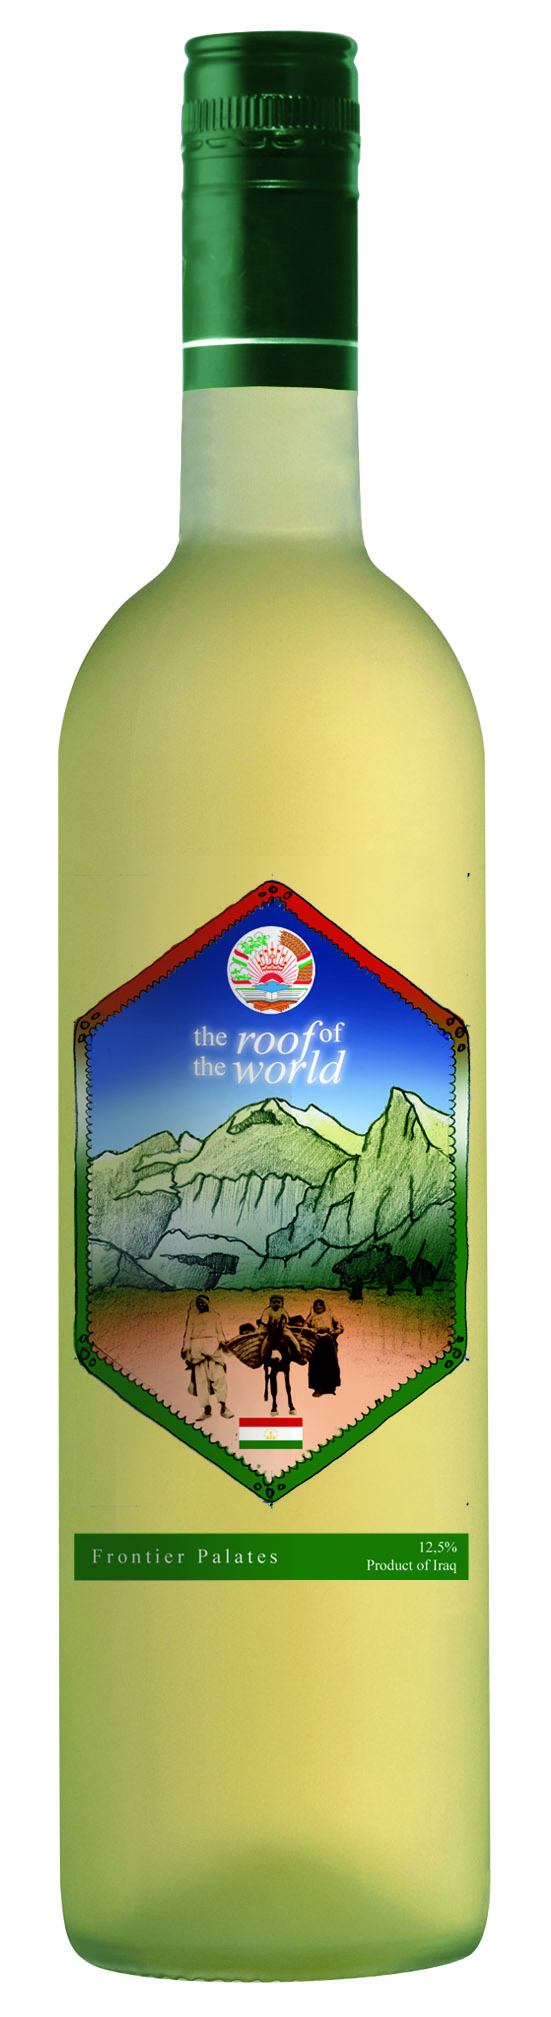 the roof of
the world
Frontier Palates
12,5%
Product of Iraq